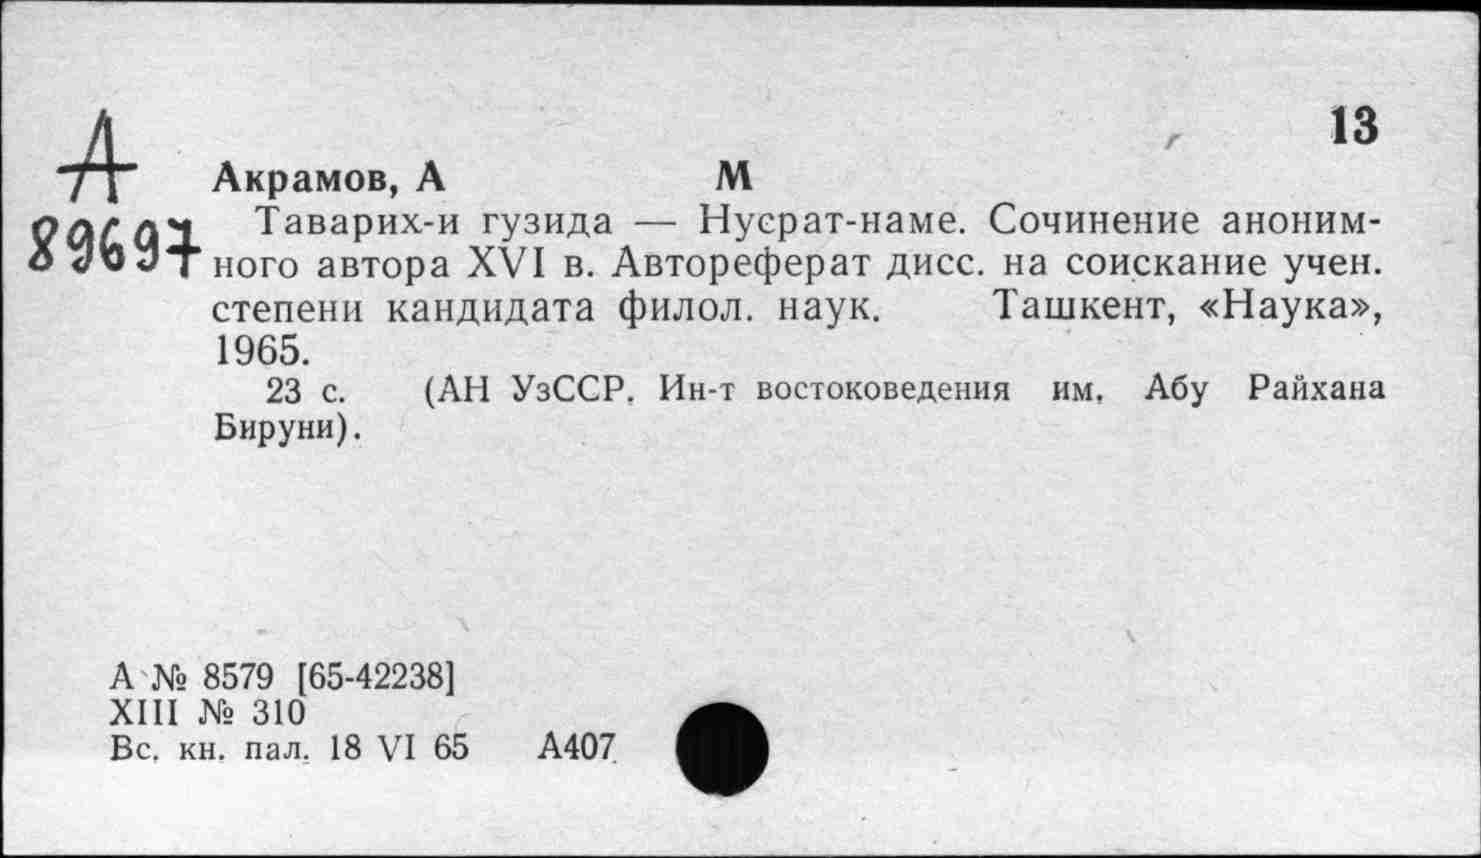 13
А
89697
Акрамов, А М
Таварих-и гузида — Нусрат-наме. Сочинение аноним-
ного автора XVI в. Автореферат дисс. на соискание учен.
степени кандидата филол. наук. Ташкент, «Наука»,
1965.
23 с. (АН УзССР. Ин-т востоковедения им. Абу Райхана
Бируни).
А № 8579 [65-42238]
XIII № 310
Вс. кн. пал. 18 VI 65 А407